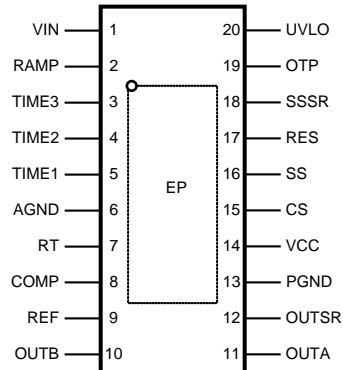 VIN 1 20 UVLO
RAMP 2 19 OTP
TIME3 3 18 SSSR
TIME2 4 17 RES
TIME1 5 16 SS
EP
AGND 6 15 CS
RT 7 14 VCC
COMP 8 13 PGND
REF 9 12 OUTSR
OUTB 10 11 OUTA